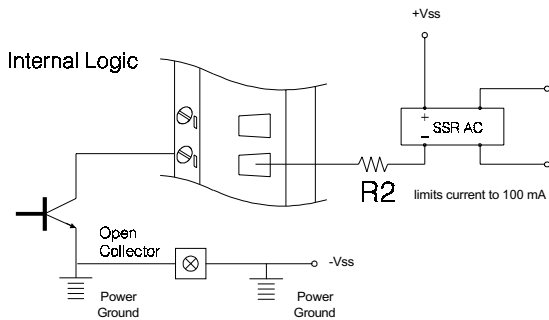 +Vss
Internal Logic
+
−
SSR AC
R2
limits current to 100 mA
Open
Collector
-Vss
Power
Ground
Power
Ground